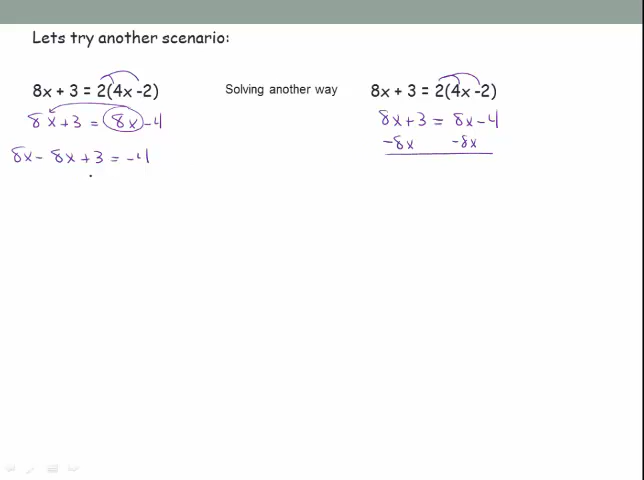 Lets try another scenario:
8x + 3 = 2(4x -2)
8x+3 = 8x-4
8x - 8x + 3 = -4
Solving another way
8x + 3 = 2(4x -2)
8x+3 = 8x-4
-8x -8x